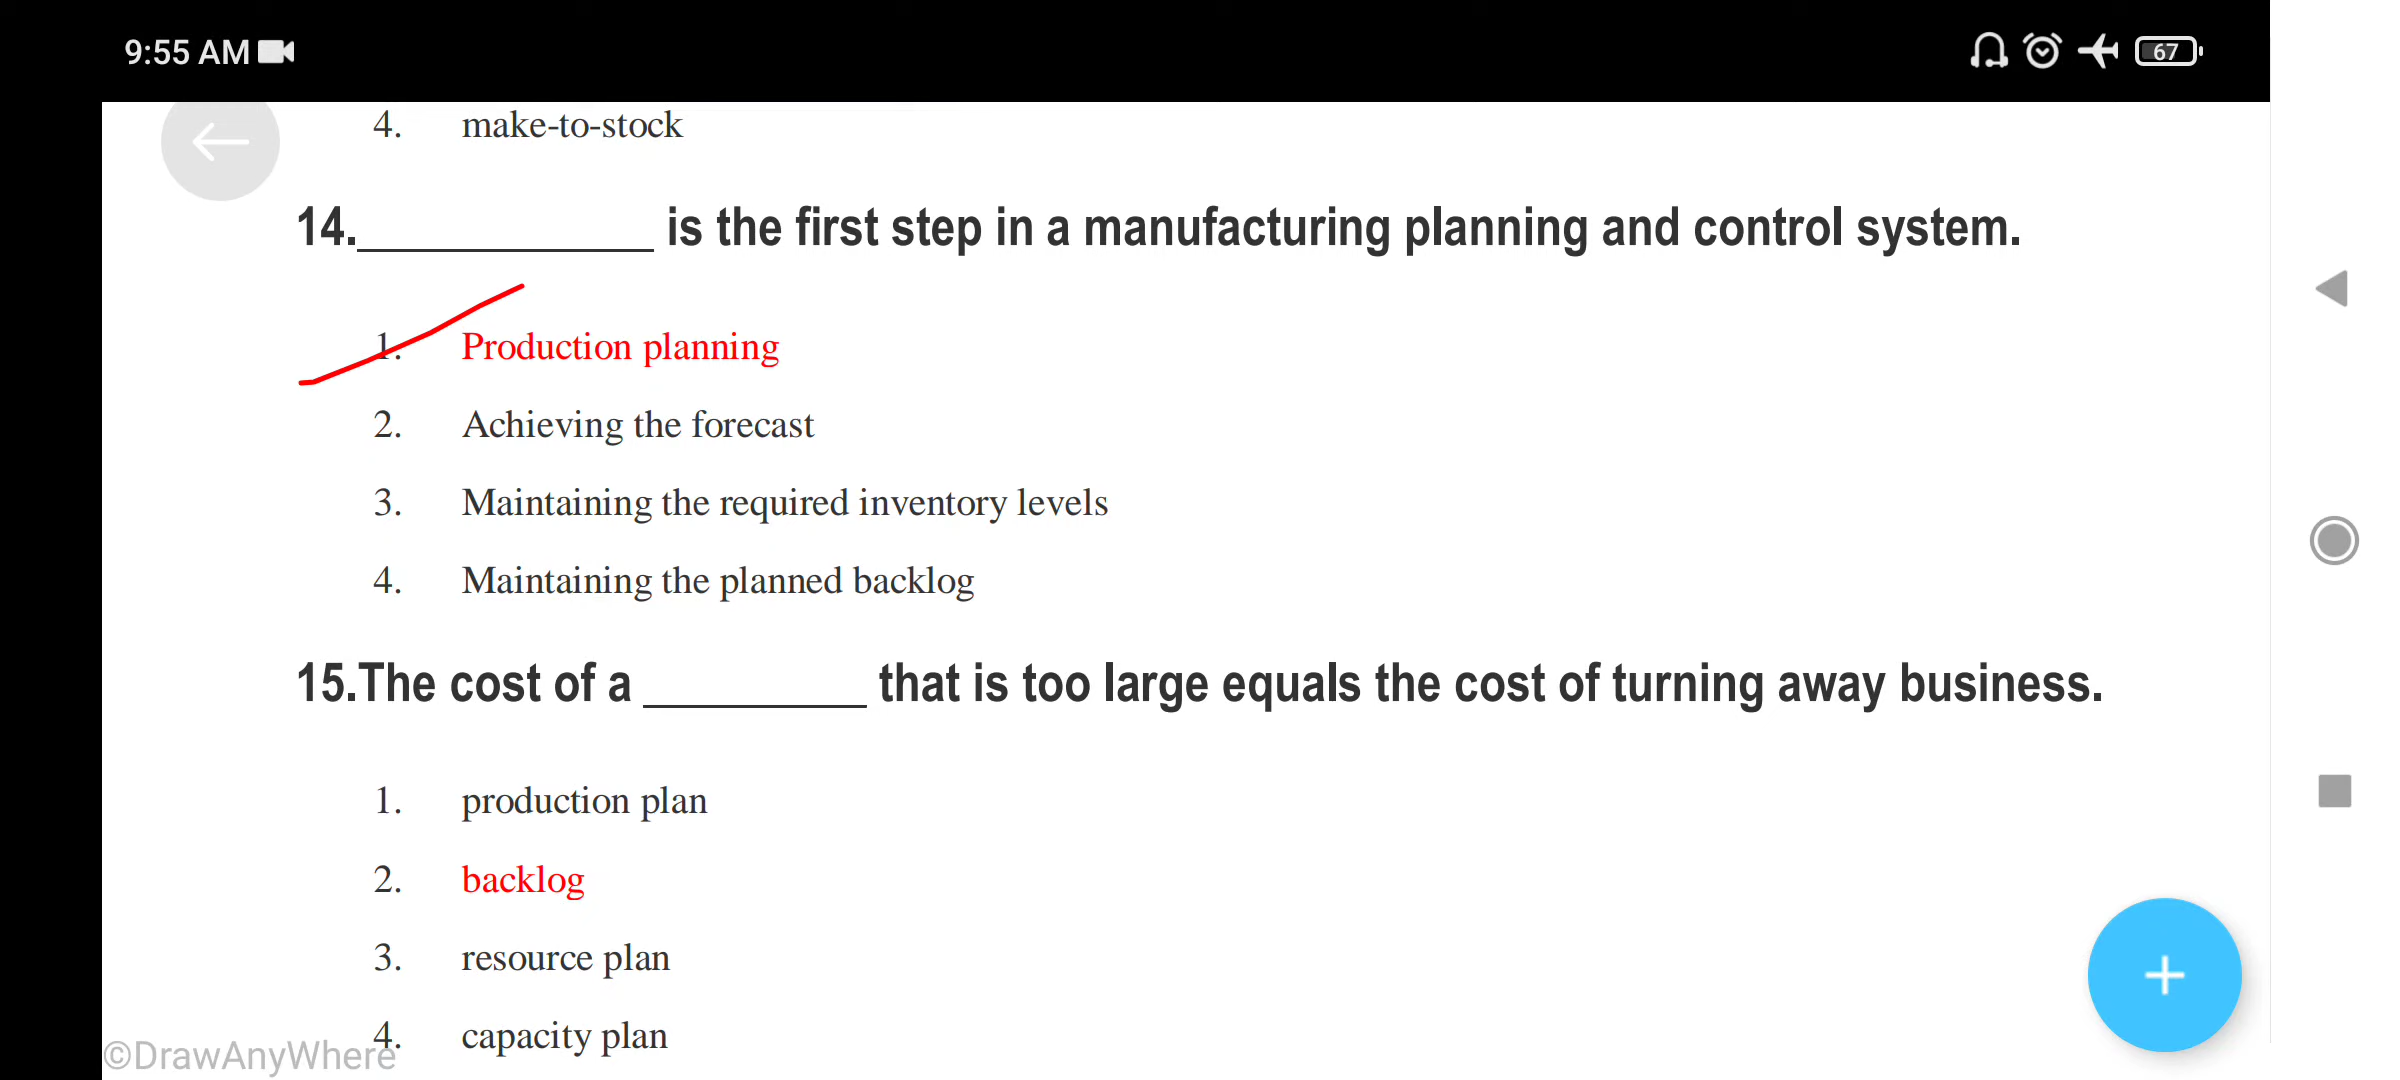 9:55 AM
67
4. make-to-stock
14.____________ is the first step in a manufacturing planning and control system.
1. Production planning
2. Achieving the forecast
3. Maintaining the required inventory levels
4. Maintaining the planned backlog
15.The cost of a _________ that is too large equals the cost of turning away business.
1. production plan
2. backlog
3. resource plan
4. capacity plan
©DrawAnyWhere